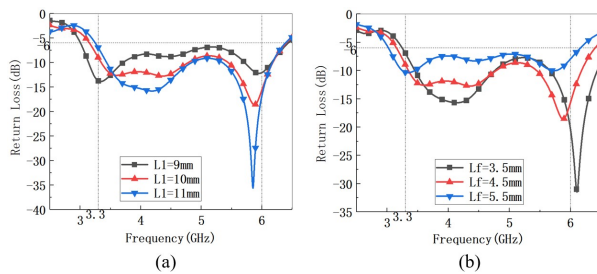 (a)
0
-5
-6
-10
-15
-20
-25
-30
-35
-40
Return Loss(dB)
L1=9mm
L1=10mm
L1=11mm
3 3.3 4 5 6
Frequency(GHz)
(b)
0
-5
-6
-10
-15
-20
-25
-30
-35
Return Loss (dB)
Lf=3.5mm
Lf=4.5mm
Lf=5.5mm
3 3.3 4 5 6
Frequency(GHz)
(a)
(b)